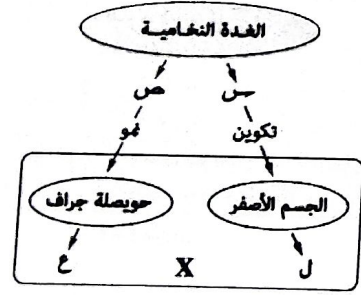 الغدة النخامية
س ص
تكوين نمو
الجسم الأصفر حويصلة جراف
ل X ع